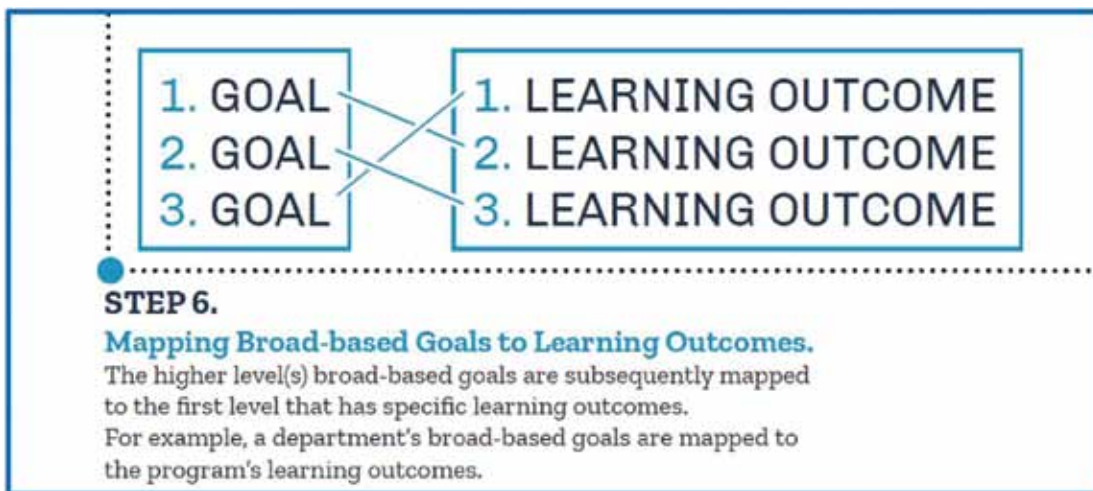 1. GOAL
2. GOAL
3. GOAL
1. LEARNING OUTCOME
2. LEARNING OUTCOME
3. LEARNING OUTCOME
STEP 6.
Mapping Broad-based Goals to Learning Outcomes.
The higher level(s) broad-based goals are subsequently mapped
to the first level that has specific learning outcomes.
For example, a department's broad-based goals are mapped to
the program's learning outcomes.